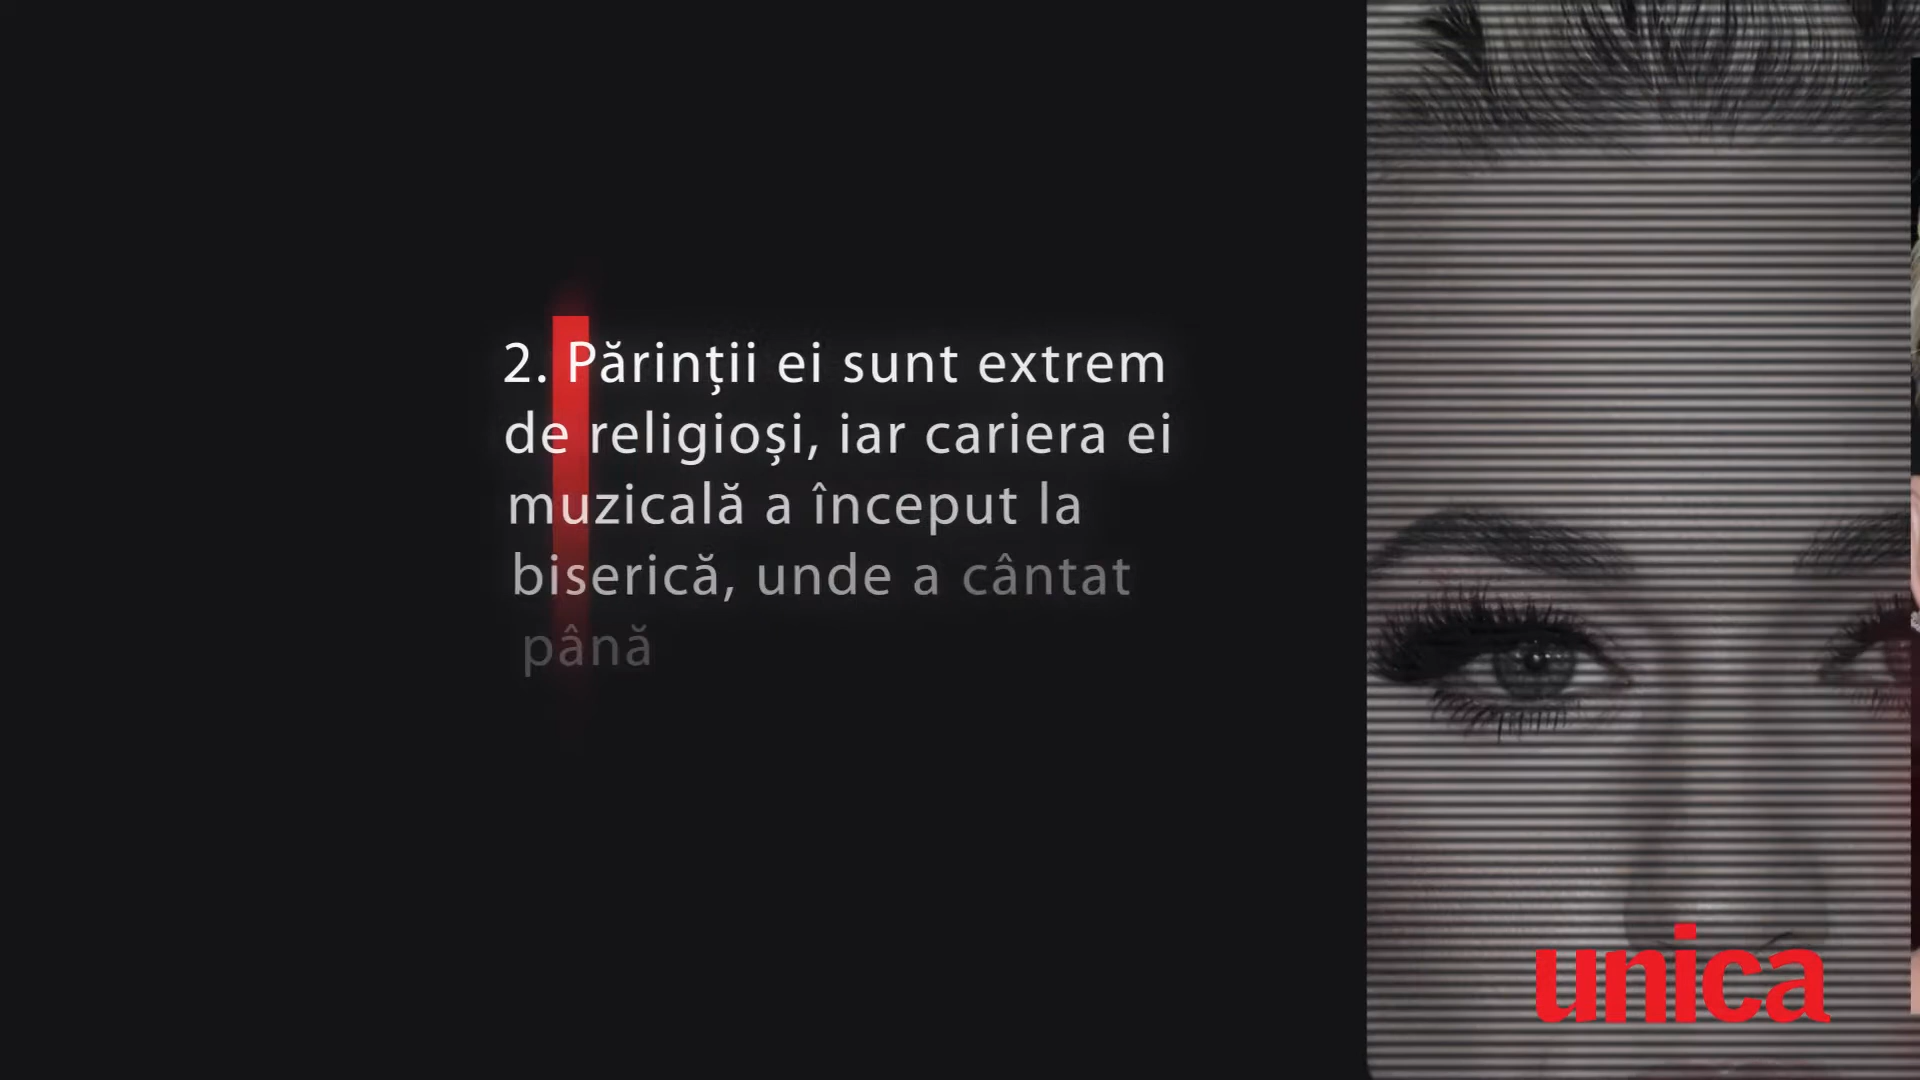 2. Părinții ei sunt extrem
de religioși, iar cariera ei
muzicală a început la
biserică, unde a cântat
până
unica